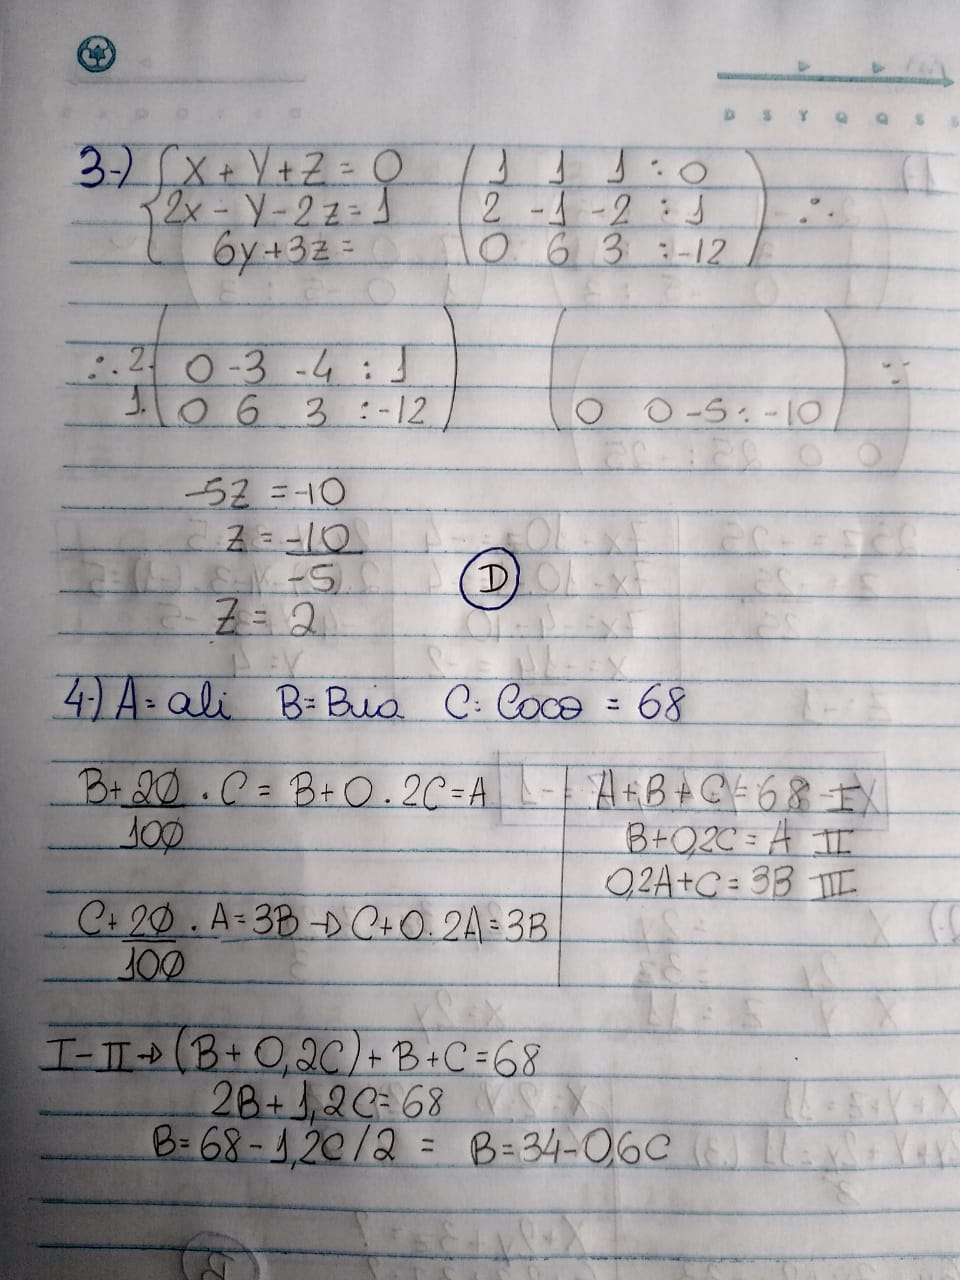 D S T Q Q S S
3-) { X + Y + Z = 0 ( 1 1 1 : 0
2x - Y - 2z = 1 2 -1 -2 : 1 ) ∴
6y + 3z = 0 6 3 : -12
∴ 2. ( 0 -3 -4 : 1 ) ( ) ∵
1. 0 6 3 : -12 0 0 -5 : -10
-5z = -10
z = -10
-5 D
Z = 2
4-) A = ali B = Bia C: Coco = 68
B + 20 . C = B + 0.2C = A A + B + C = 68 I
100 B + 0,2C = A II
0,2A + C = 3B III
C + 20 . A = 3B → C + 0.2A = 3B
100
I - II → (B + 0,2C) + B + C = 68
2B + 1,2C = 68
B = 68 - 1,2C / 2 = B = 34 - 0,6C